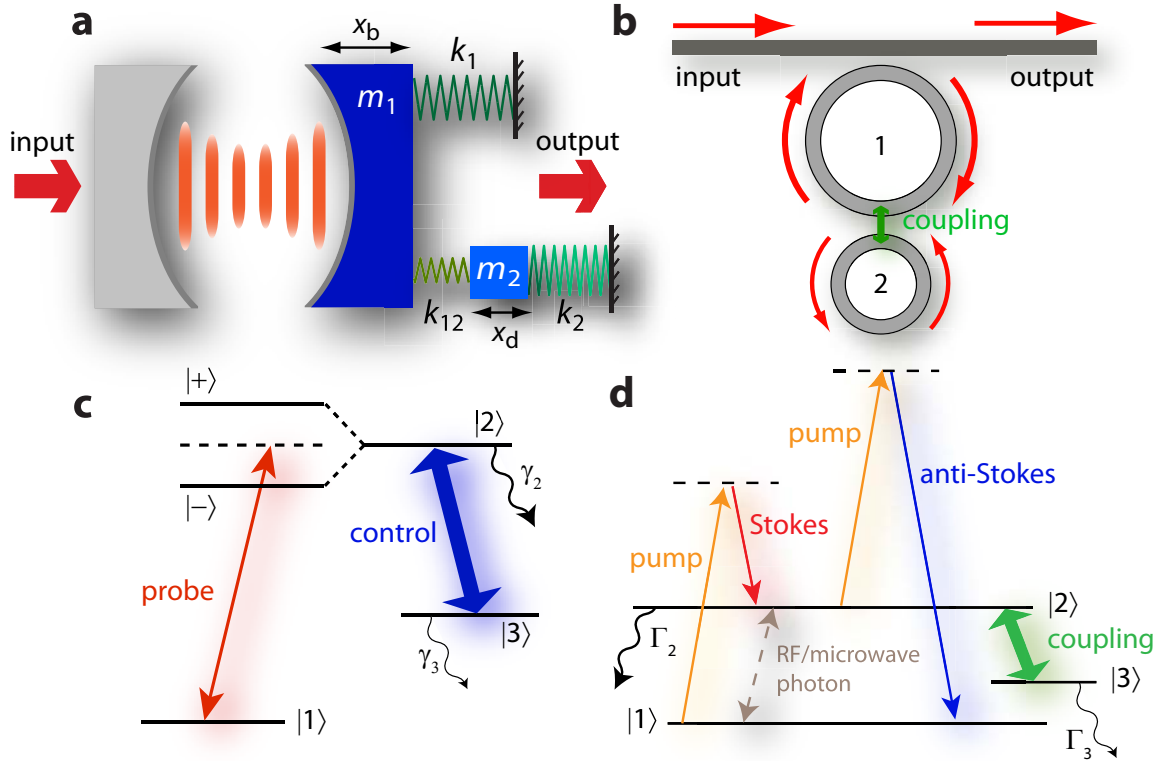 a
x_b
k_1
m_1
input
output
m_2
k_12
x_d
k_2
b
input
output
1
coupling
2
c
|+⟩
|2⟩
|−⟩
γ_2
control
probe
|3⟩
γ_3
|1⟩
d
pump
anti-Stokes
Stokes
pump
|2⟩
Γ_2
coupling
RF/microwave
photon
|3⟩
|1⟩
Γ_3